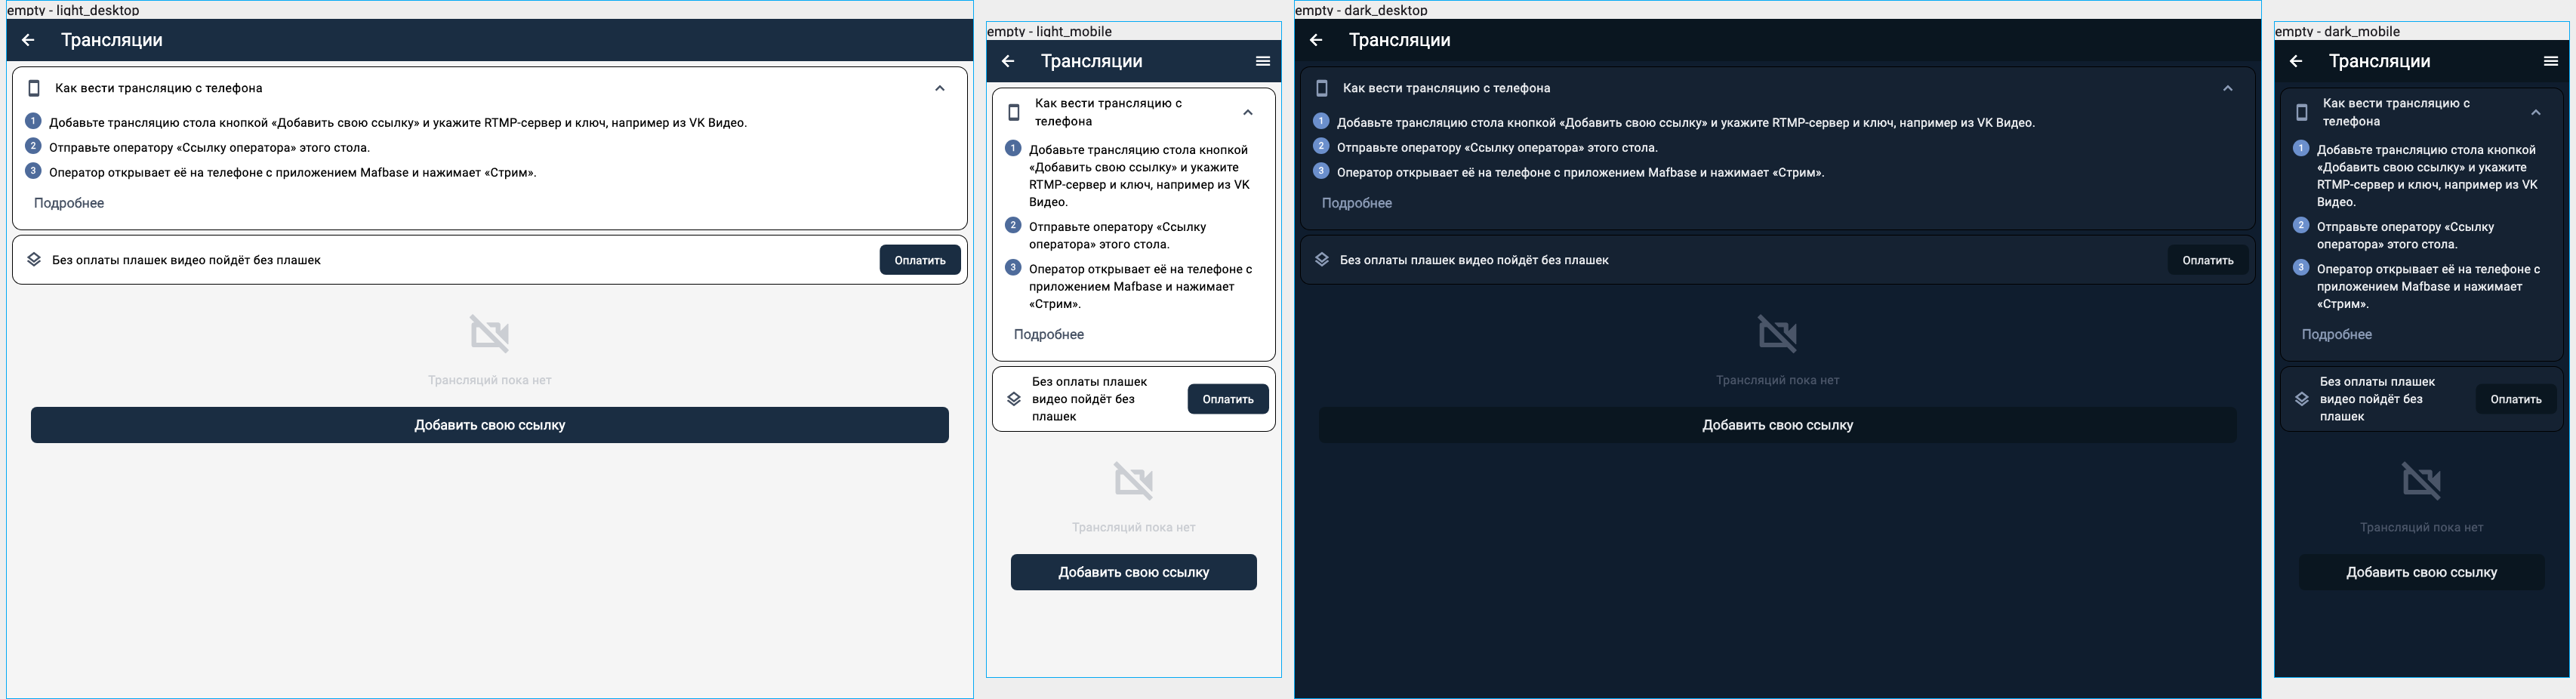 empty - light_desktop
Трансляции
Как вести трансляцию с телефона
1 Добавьте трансляцию стола кнопкой «Добавить свою ссылку» и укажите RTMP-сервер и ключ, например из VK Видео.
2 Отправьте оператору «Ссылку оператора» этого стола.
3 Оператор открывает её на телефоне с приложением Mafbase и нажимает «Стрим».
Подробнее
Без оплаты плашек видео пойдёт без плашек
Оплатить
Трансляций пока нет
Добавить свою ссылку
empty - light_mobile
Трансляции
Как вести трансляцию с
телефона
1 Добавьте трансляцию стола кнопкой
«Добавить свою ссылку» и укажите
RTMP-сервер и ключ, например из VK
Видео.
2 Отправьте оператору «Ссылку
оператора» этого стола.
3 Оператор открывает её на телефоне с
приложением Mafbase и нажимает
«Стрим».
Подробнее
Без оплаты плашек
видео пойдёт без
плашек
Оплатить
Трансляций пока нет
Добавить свою ссылку
empty - dark_desktop
Трансляции
Как вести трансляцию с телефона
1 Добавьте трансляцию стола кнопкой «Добавить свою ссылку» и укажите RTMP-сервер и ключ, например из VK Видео.
2 Отправьте оператору «Ссылку оператора» этого стола.
3 Оператор открывает её на телефоне с приложением Mafbase и нажимает «Стрим».
Подробнее
Без оплаты плашек видео пойдёт без плашек
Оплатить
Трансляций пока нет
Добавить свою ссылку
empty - dark_mobile
Трансляции
Как вести трансляцию с
телефона
1 Добавьте трансляцию стола кнопкой
«Добавить свою ссылку» и укажите
RTMP-сервер и ключ, например из VK
Видео.
2 Отправьте оператору «Ссылку
оператора» этого стола.
3 Оператор открывает её на телефоне с
приложением Mafbase и нажимает
«Стрим».
Подробнее
Без оплаты плашек
видео пойдёт без
плашек
Оплатить
Трансляций пока нет
Добавить свою ссылку